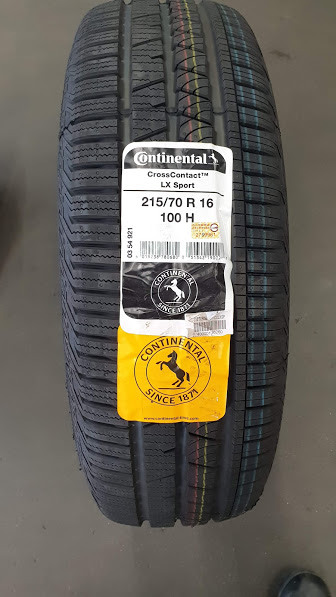 Continental
CrossContact™
LX Sport
215/70 R 16
100 H
03 54 921
CONTINENTAL
SINCE 1871
CONTINENTAL
SINCE 1871